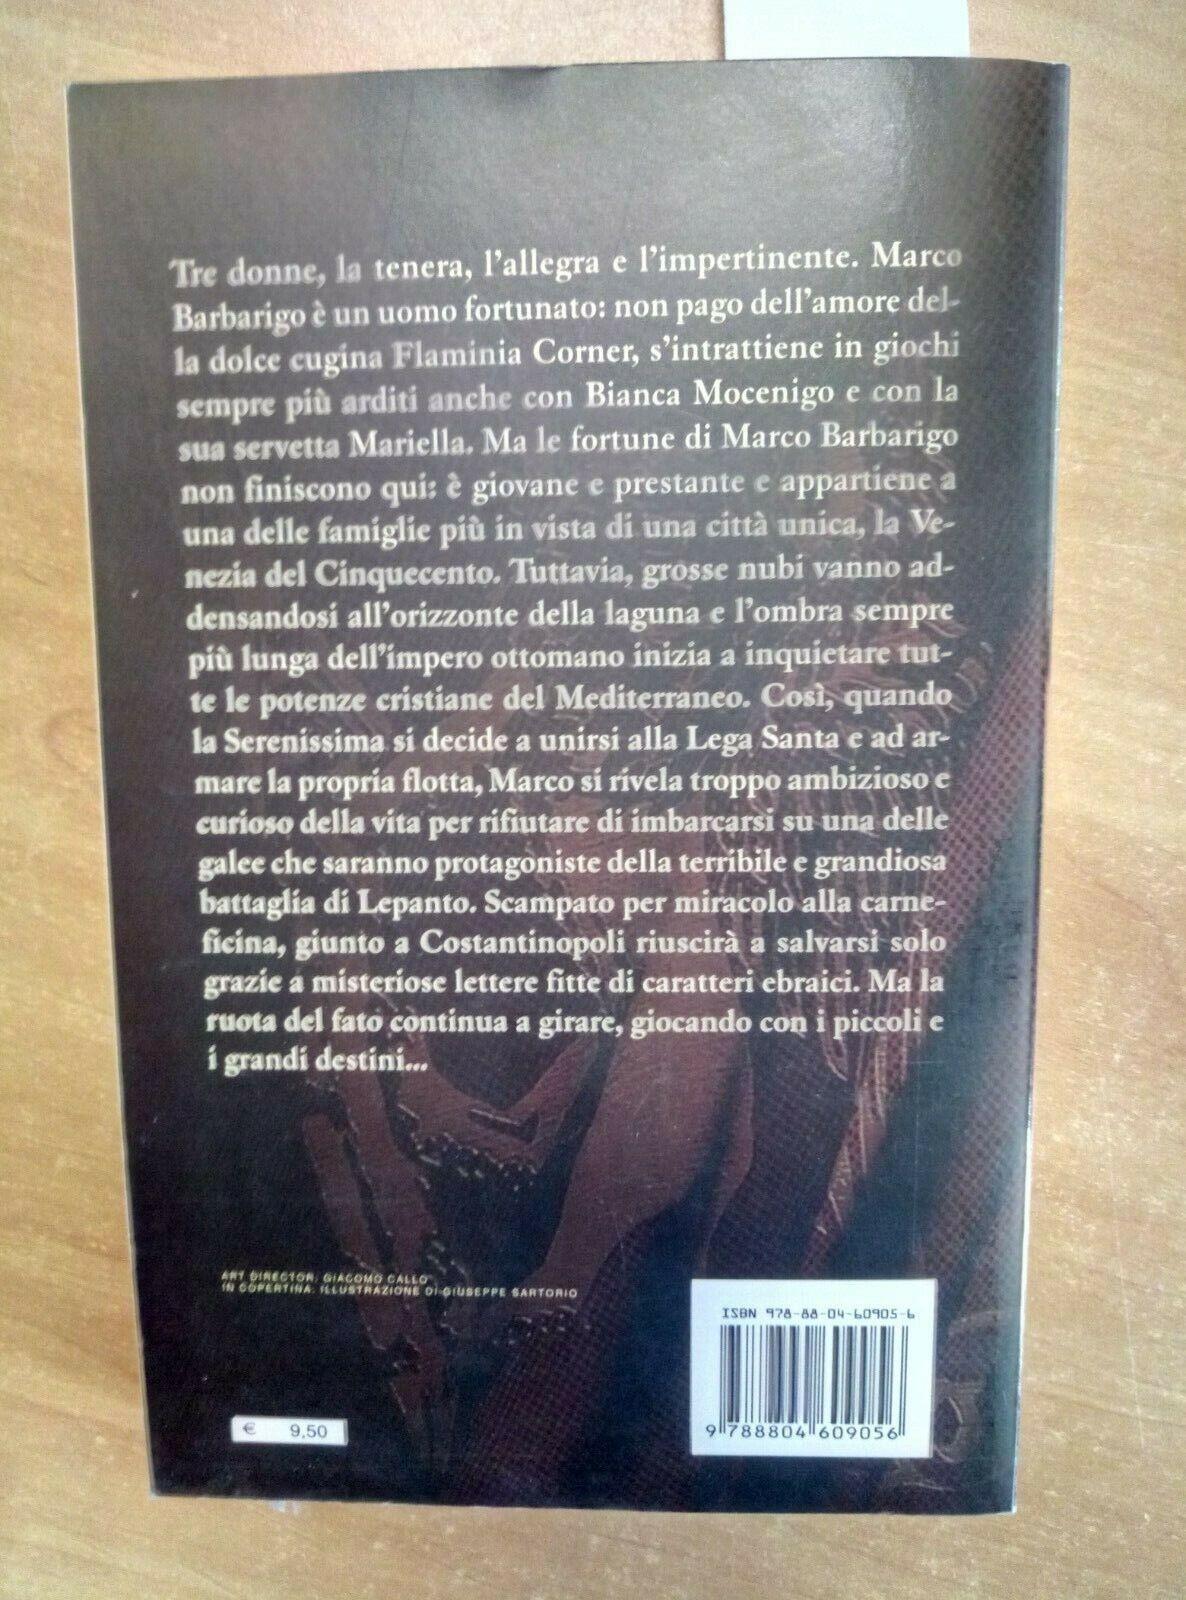 Tre donne, la tenera, l'allegra e l'impertinente. Marco
Barbarigo è un uomo fortunato: non pago dell'amore del-
la dolce cugina Flaminia Corner, s'intrattiene in giochi
sempre più arditi anche con Bianca Mocenigo e con la
sua servetta Mariella. Ma le fortune di Marco Barbarigo
non finiscono qui: è giovane e prestante e appartiene a
una delle famiglie più in vista di una città unica, la Ve-
nezia del Cinquecento. Tuttavia, grosse nubi vanno ad-
densandosi all'orizzonte della laguna e l'ombra sempre
più lunga dell'impero ottomano inizia a inquietare tut-
te le potenze cristiane del Mediterraneo. Così, quando
la Serenissima si decide a unirsi alla Lega Santa e ad ar-
mare la propria flotta, Marco si rivela troppo ambizioso e
curioso della vita per rifiutare di imbarcarsi su una delle
galee che saranno protagoniste della terribile e grandiosa
battaglia di Lepanto. Scampato per miracolo alla carne-
ficina, giunto a Costantinopoli riuscirà a salvarsi solo
grazie a misteriose lettere fitte di caratteri ebraici. Ma la
ruota del fato continua a girare, giocando con i piccoli e
i grandi destini...
ART DIRECTOR: GIACOMO CALLO
IN COPERTINA: ILLUSTRAZIONE DI GIUSEPPE SARTORIO
ISBN 978-88-04-60905-6
9 788804 609056
€ 9,50